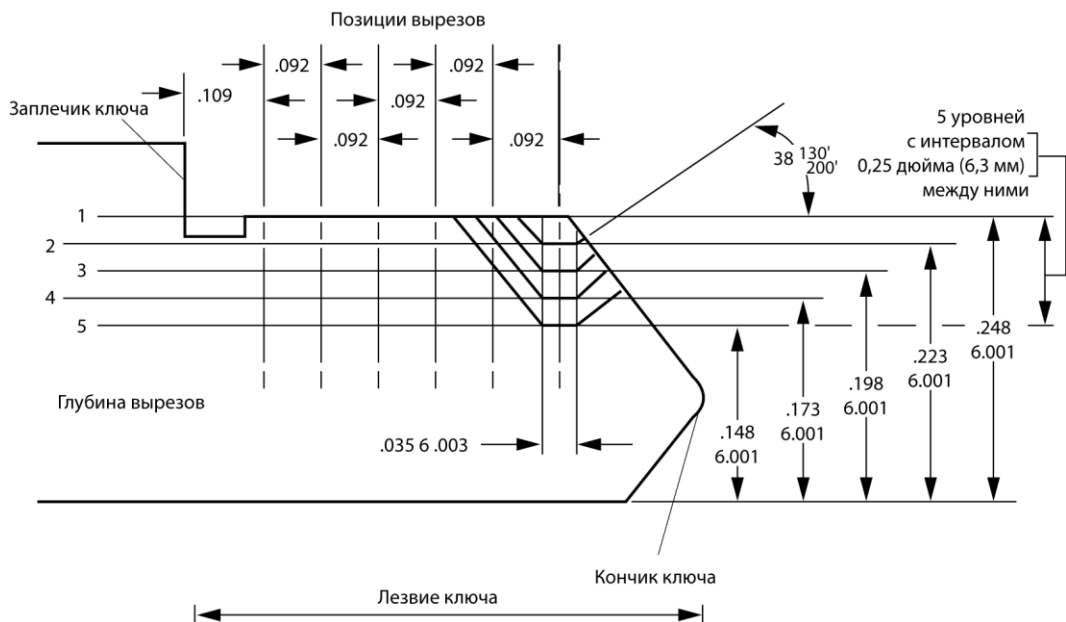 Позиции вырезов
.092
.092
.109
.092
.092
.092
Заплечик ключа
38
130'
200'
5 уровней
с интервалом
0,25 дюйма (6,3 мм)
между ними
1
2
3
4
5
.248
6.001
.223
6.001
.198
6.001
.173
6.001
.148
6.001
Глубина вырезов
.035 6 .003
Кончик ключа
Лезвие ключа